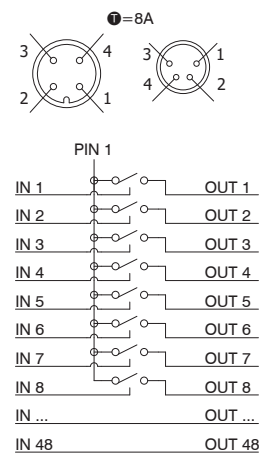 T=8A
3 4 3 1
2 1 4 2
PIN 1
IN 1 OUT 1
IN 2 OUT 2
IN 3 OUT 3
IN 4 OUT 4
IN 5 OUT 5
IN 6 OUT 6
IN 7 OUT 7
IN 8 OUT 8
IN ... OUT ...
IN 48 OUT 48